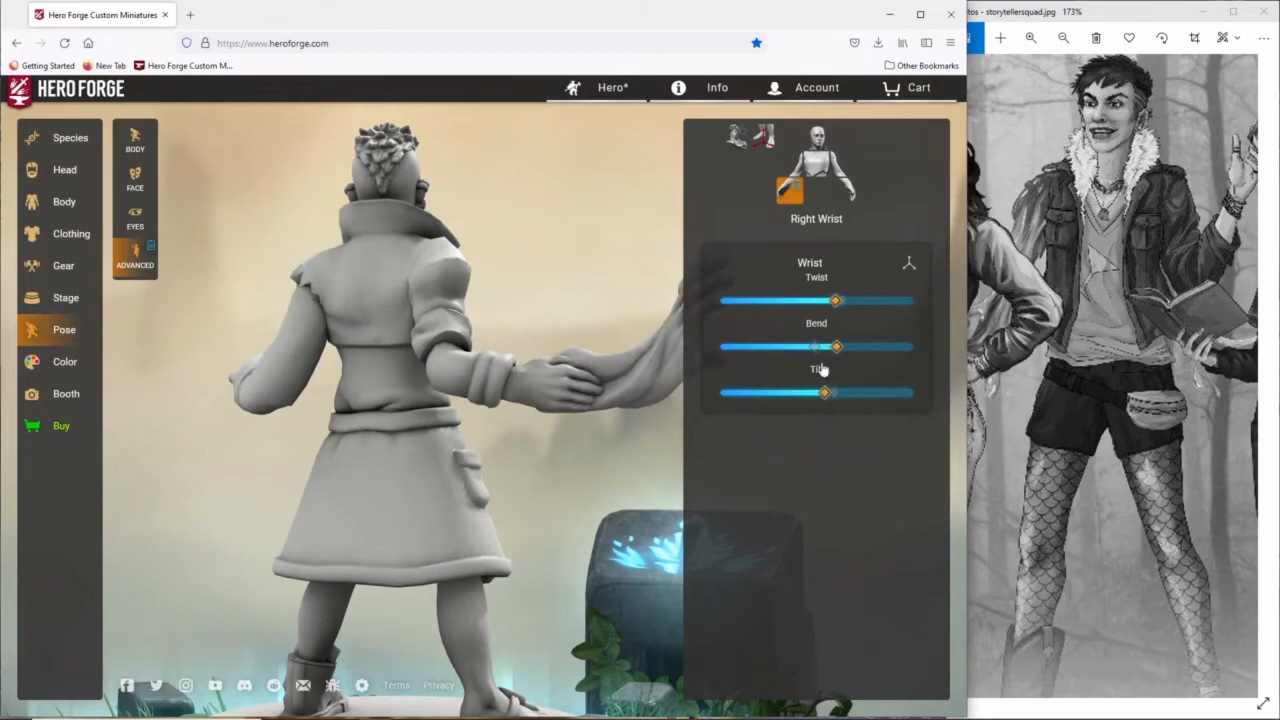 Hero Forge Custom Miniatures
otos - storytellersquad.jpg 173%
https://www.heroforge.com
Getting Started
New Tab
Hero Forge Custom M...
Other Bookmarks
HERO FORGE
Hero*
Info
Account
Cart
Species
Head
Body
Clothing
Gear
Stage
Pose
Color
Booth
Buy
BODY
FACE
EYES
ADVANCED
Right Wrist
Wrist
Twist
Bend
Terms
Privacy